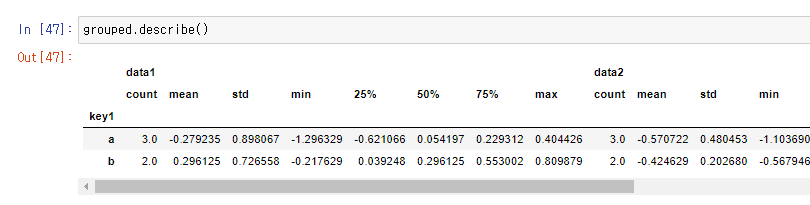 In [47]: grouped.describe()
Out[47]:
data1 data2
count mean std min 25% 50% 75% max count mean std min
key1
a 3.0 -0.279235 0.898067 -1.296329 -0.621066 0.054197 0.229312 0.404426 3.0 -0.570722 0.480453 -1.103690
b 2.0 0.296125 0.726558 -0.217629 0.039248 0.296125 0.553002 0.809879 2.0 -0.424629 0.202680 -0.567946